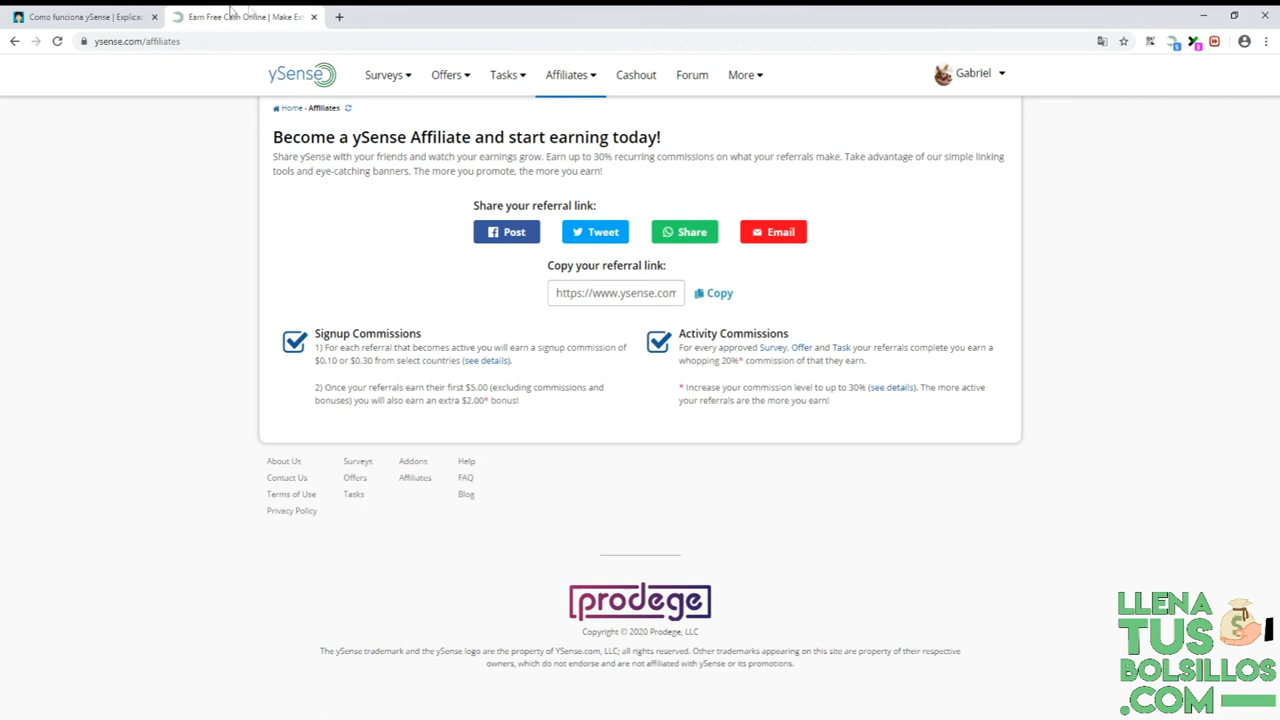 Como funciona ySense | Explicac
Earn Free Cash Online | Make Ex
ysense.com/affiliates
ySense
Surveys
Offers
Tasks
Affiliates
Cashout
Forum
More
Gabriel
Home › Affiliates
Become a ySense Affiliate and start earning today!
Share ySense with your friends and watch your earnings grow. Earn up to 30% recurring commissions on what your referrals make. Take advantage of our simple linking
tools and eye-catching banners. The more you promote, the more you earn!
Share your referral link:
Post
Tweet
Share
Email
Copy your referral link:
https://www.ysense.com
Copy
Signup Commissions
1) For each referral that becomes active you will earn a signup commission of
$0.10 or $0.30 from select countries (see details).
2) Once your referrals earn their first $5.00 (excluding commissions and
bonuses) you will also earn an extra $2.00* bonus!
Activity Commissions
For every approved Survey, Offer and Task your referrals complete you earn a
whopping 20%* commission of that they earn.
* Increase your commission level to up to 30% (see details). The more active
your referrals are the more you earn!
About Us
Surveys
Addons
Help
Contact Us
Offers
Affiliates
FAQ
Terms of Use
Tasks
Blog
Privacy Policy
prodege
Copyright © 2020 Prodege, LLC
The ySense trademark and the ySense logo are the property of YSense.com, LLC; all rights reserved. Other trademarks appearing on this site are property of their respective
owners, which do not endorse and are not affiliated with ySense or its promotions.
LLENA
TUS
BOLSILLOS
.COM